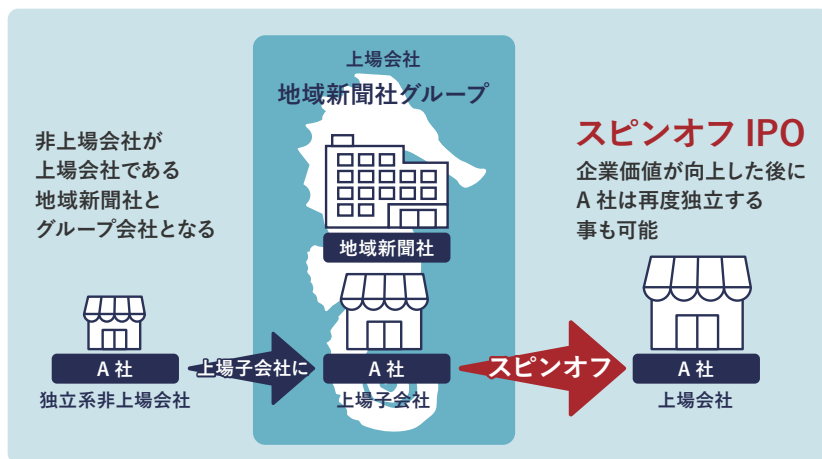 上場会社
地域新聞社グループ
非上場会社が
上場会社である
地域新聞社と
グループ会社となる
地域新聞社
スピンオフ IPO
企業価値が向上した後に
A 社は再度独立する
事も可能
A 社
独立系非上場会社
上場子会社に
A 社
上場子会社
スピンオフ
A 社
上場会社